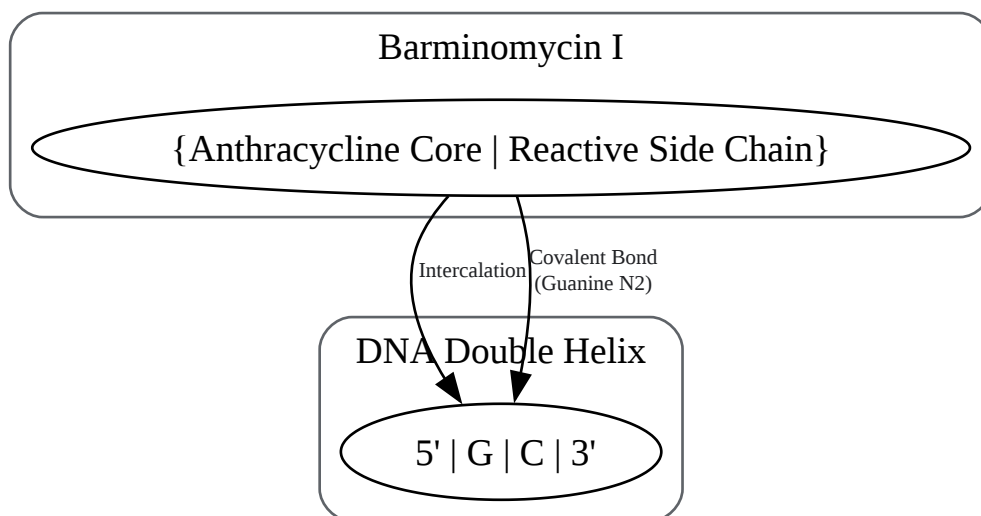 Barminomycin I
{Anthracycline Core | Reactive Side Chain}
Intercalation
Covalent Bond
(Guanine N2)
DNA Double Helix
5' | G | C | 3'